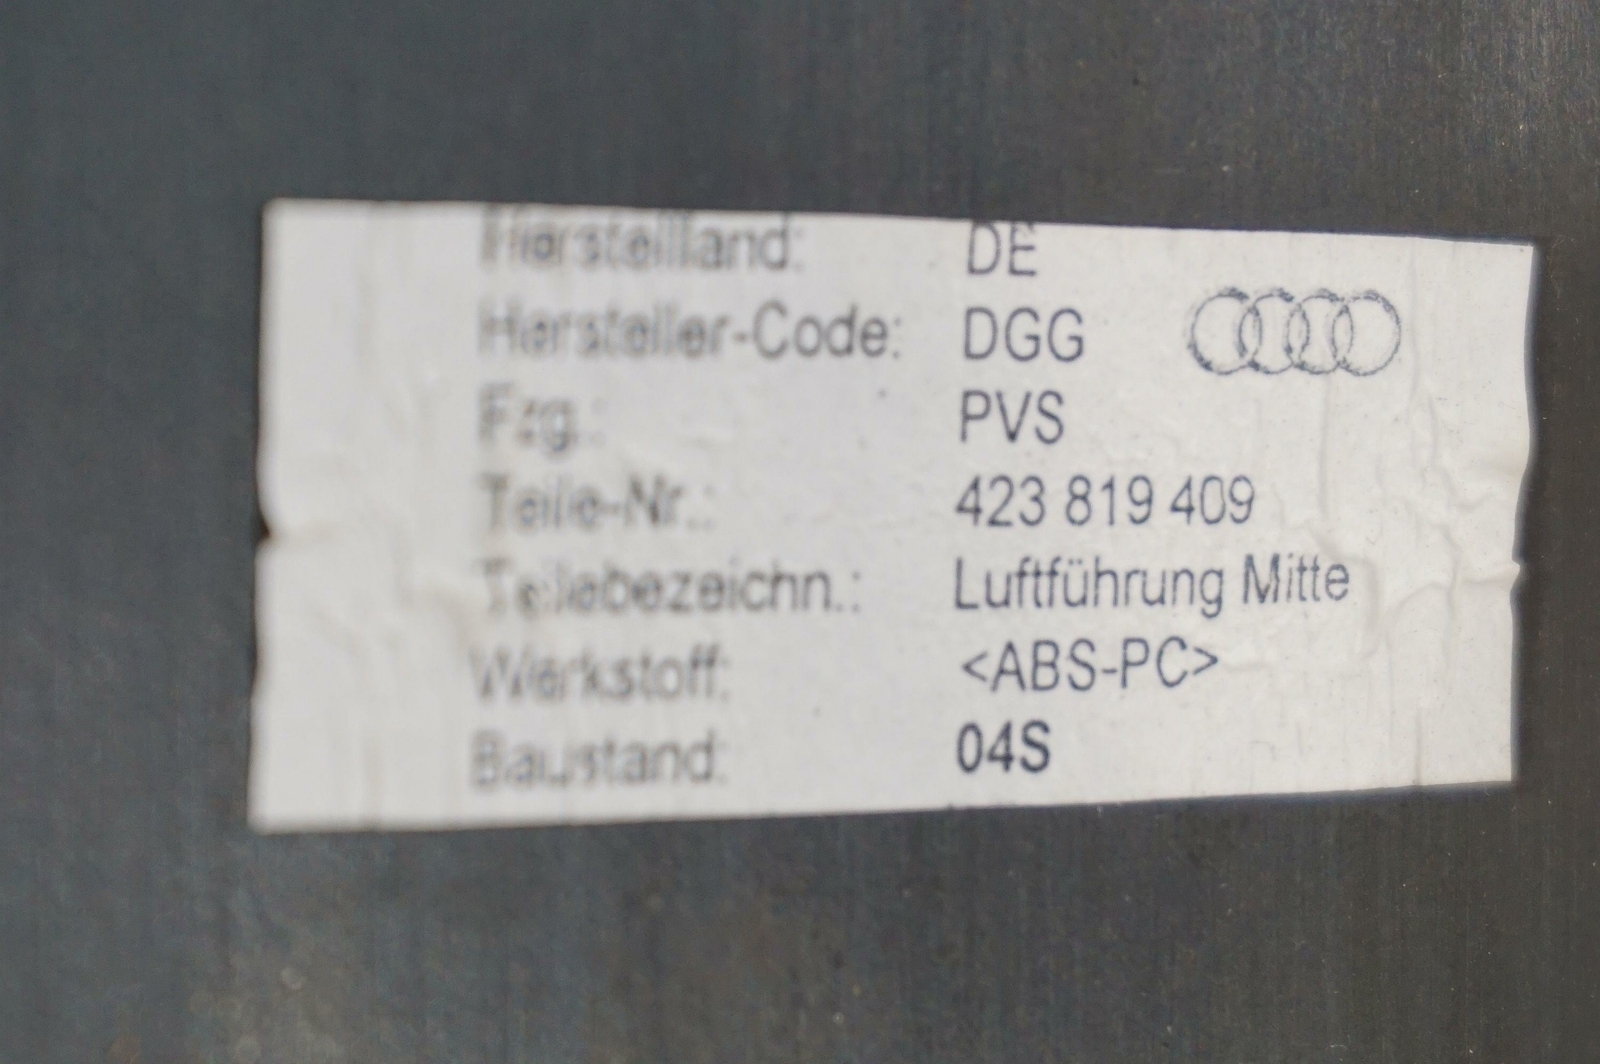 Herstellland: DE
Hersteller-Code: DGG
Fzg.: PVS
Teile-Nr.: 423 819 409
Teilebezeichn.: Luftführung Mitte
Werkstoff: <ABS-PC>
Baustand: 04S